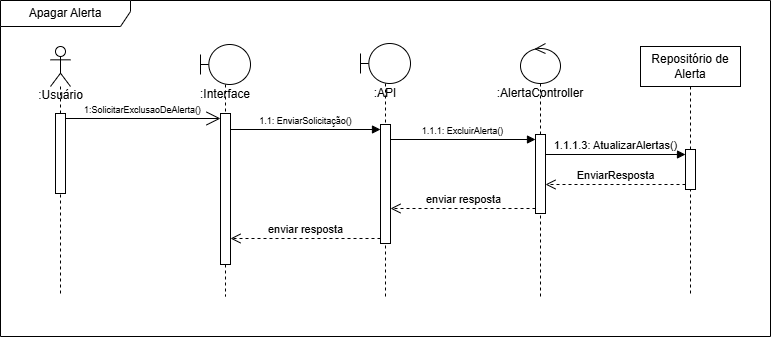 Apagar Alerta
:Usuário
:Interface
:API
:AlertaController
Repositório de
Alerta
1:SolicitarExclusaoDeAlerta()
1.1: EnviarSolicitação()
1.1.1: ExcluirAlerta()
1.1.1.3: AtualizarAlertas()
EnviarResposta
enviar resposta
enviar resposta